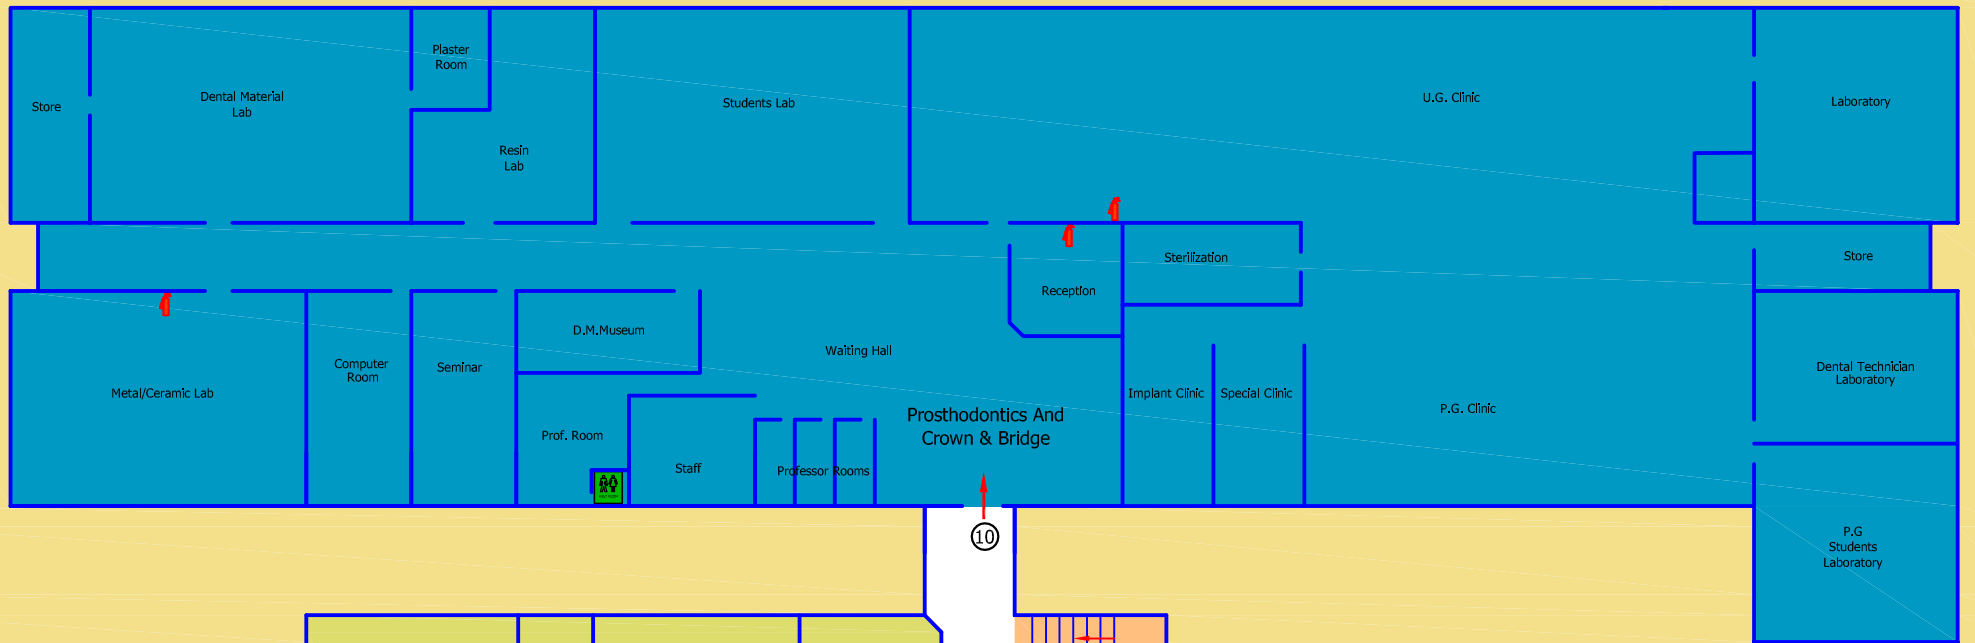 Plaster
Room
Store
Dental Material
Lab
Students Lab
U.G. Clinic
Laboratory
Resin
Lab
Sterilization
Store
Reception
D.M.Museum
Waiting Hall
Computer
Room
Seminar
Dental Technician
Laboratory
Metal/Ceramic Lab
Implant Clinic
Special Clinic
P.G. Clinic
Prosthodontics And
Crown & Bridge
Prof. Room
Staff
Professor Rooms
10
P.G
Students
Laboratory